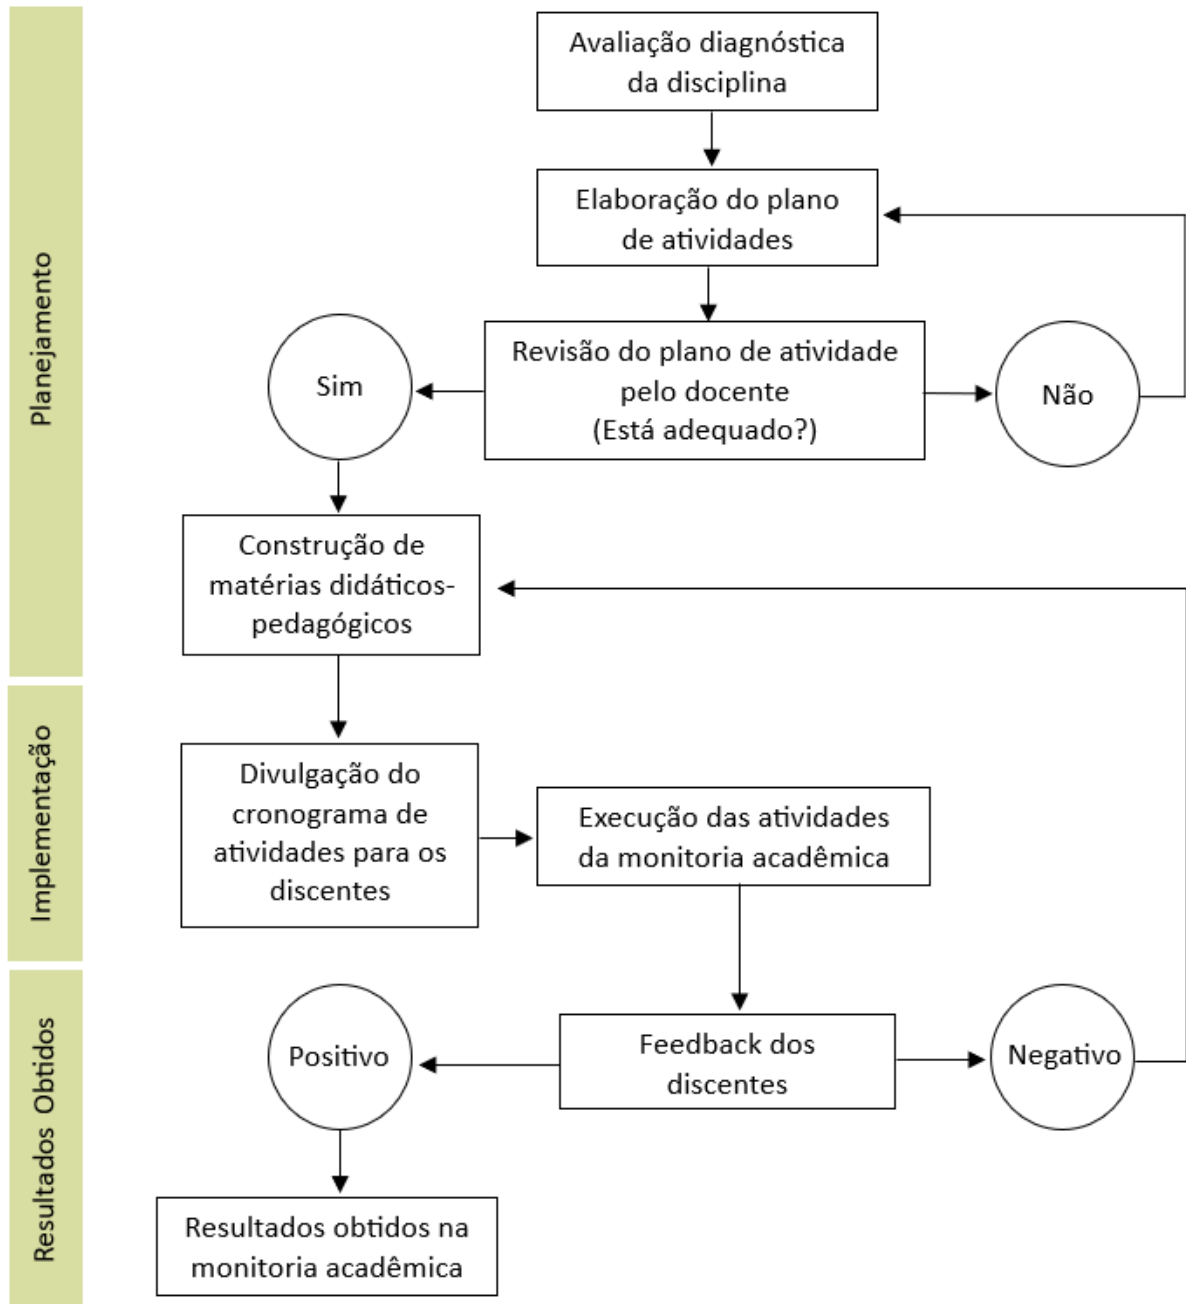 Planejamento
Avaliação diagnóstica
da disciplina
Elaboração do plano
de atividades
Revisão do plano de atividade
pelo docente
(Está adequado?)
Sim
Não
Construção de
matérias didáticos-
pedagógicos
Implementação
Divulgação do
cronograma de
atividades para os
discentes
Execução das atividades
da monitoria acadêmica
Resultados Obtidos
Feedback dos
discentes
Positivo
Negativo
Resultados obtidos na
monitoria acadêmica